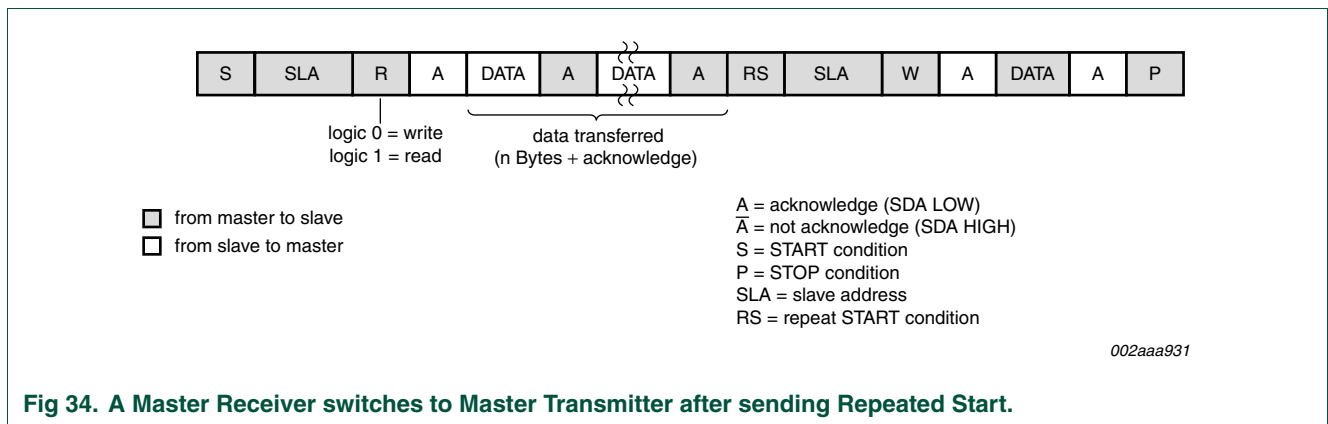 S SLA R A DATA A DATA A RS SLA W A DATA A P
logic 0 = write
logic 1 = read
data transferred
(n Bytes + acknowledge)
from master to slave
from slave to master
A = acknowledge (SDA LOW)
A̅ = not acknowledge (SDA HIGH)
S = START condition
P = STOP condition
SLA = slave address
RS = repeat START condition
002aaa931
Fig 34. A Master Receiver switches to Master Transmitter after sending Repeated Start.